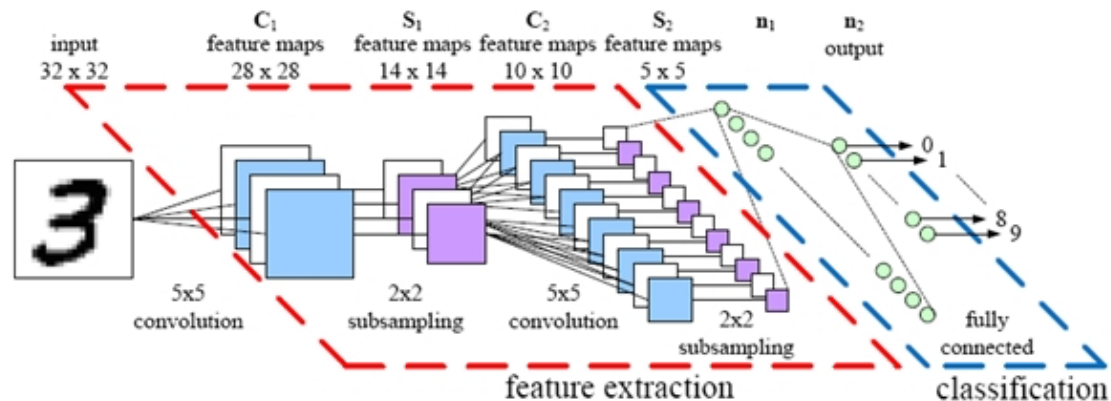 input
32 x 32
C1
feature maps
28 x 28
S1
feature maps
14 x 14
C2
feature maps
10 x 10
S2
feature maps
5 x 5
n1
n2
output
3
0
1
8
9
5x5
convolution
2x2
subsampling
5x5
convolution
2x2
subsampling
fully
connected
feature extraction
classification